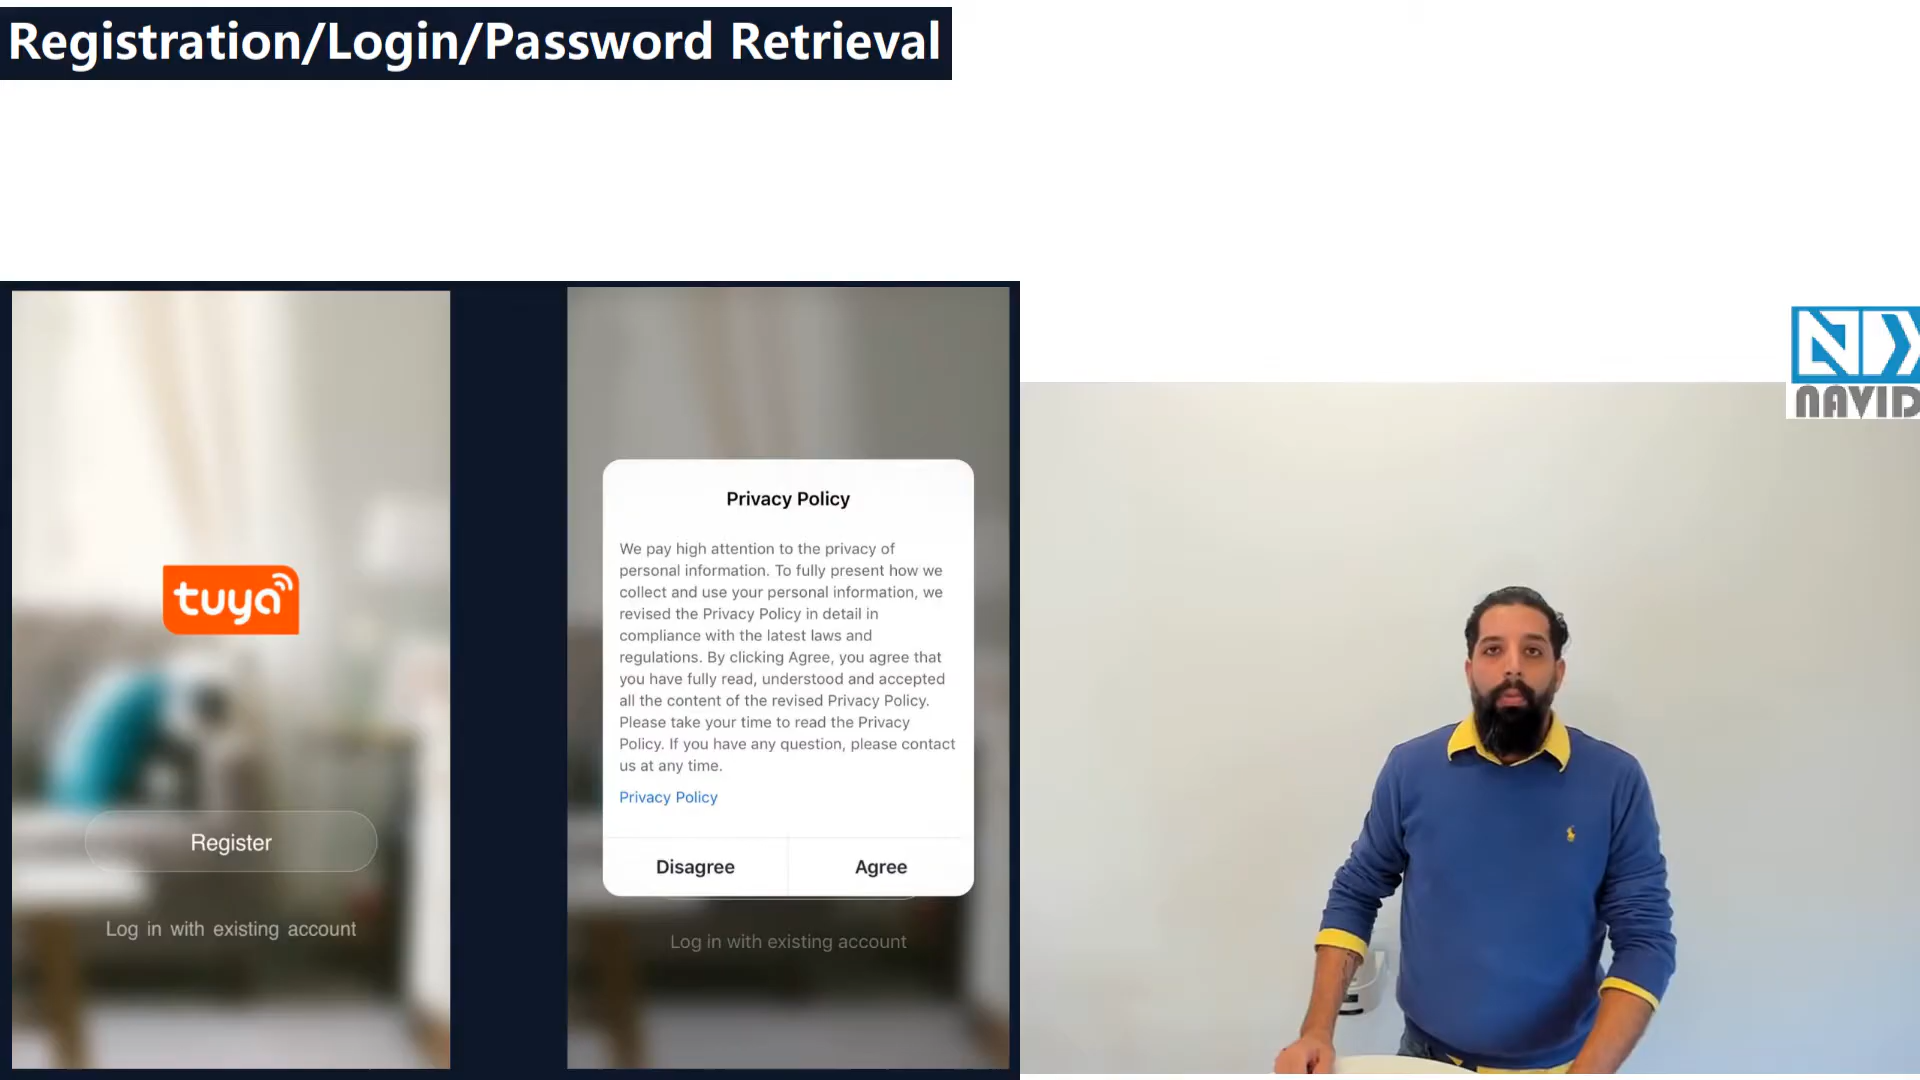 Registration/Login/Password Retrieval
tuya
Register
Log in with existing account
Privacy Policy
We pay high attention to the privacy of
personal information. To fully present how we
collect and use your personal information, we
revised the Privacy Policy in detail in
compliance with the latest laws and
regulations. By clicking Agree, you agree that
you have fully read, understood and accepted
all the content of the revised Privacy Policy.
Please take your time to read the Privacy
Policy. If you have any question, please contact
us at any time.
Privacy Policy
Disagree
Agree
Log in with existing account
NAVID